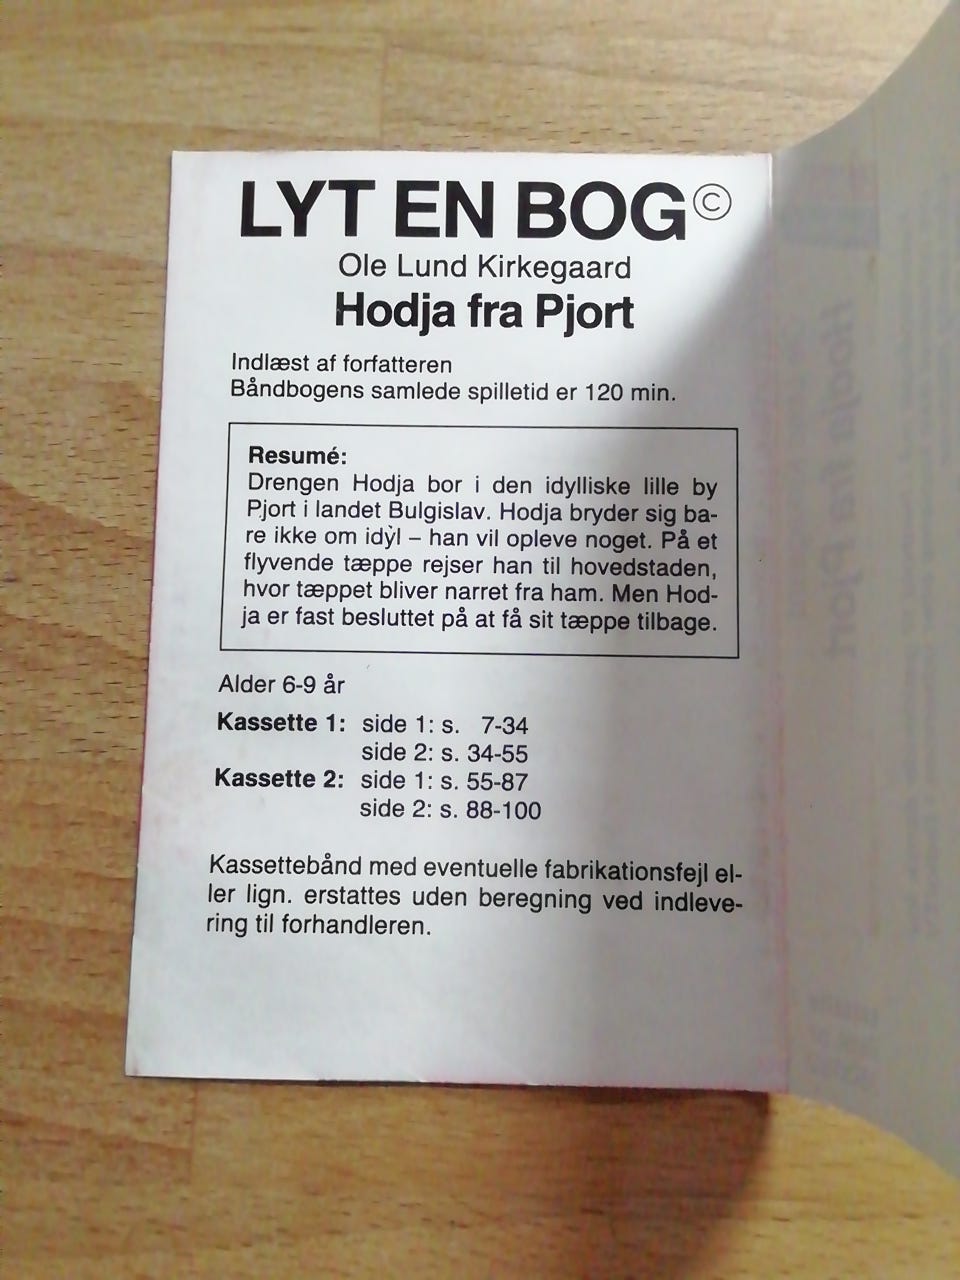 LYT EN BOG©
Ole Lund Kirkegaard
Hodja fra Pjort
Indlæst af forfatteren
Båndbogens samlede spilletid er 120 min.
Resumé:
Drengen Hodja bor i den idylliske lille by
Pjort i landet Bulgislav. Hodja bryder sig ba-
re ikke om idyl – han vil opleve noget. På et
flyvende tæppe rejser han til hovedstaden,
hvor tæppet bliver narret fra ham. Men Hod-
ja er fast besluttet på at få sit tæppe tilbage.
Alder 6-9 år
Kassette 1: side 1: s. 7-34
side 2: s. 34-55
Kassette 2: side 1: s. 55-87
side 2: s. 88-100
Kassettebånd med eventuelle fabrikationsfejl el-
ler lign. erstattes uden beregning ved indleve-
ring til forhandleren.
Hodja fra Pjort